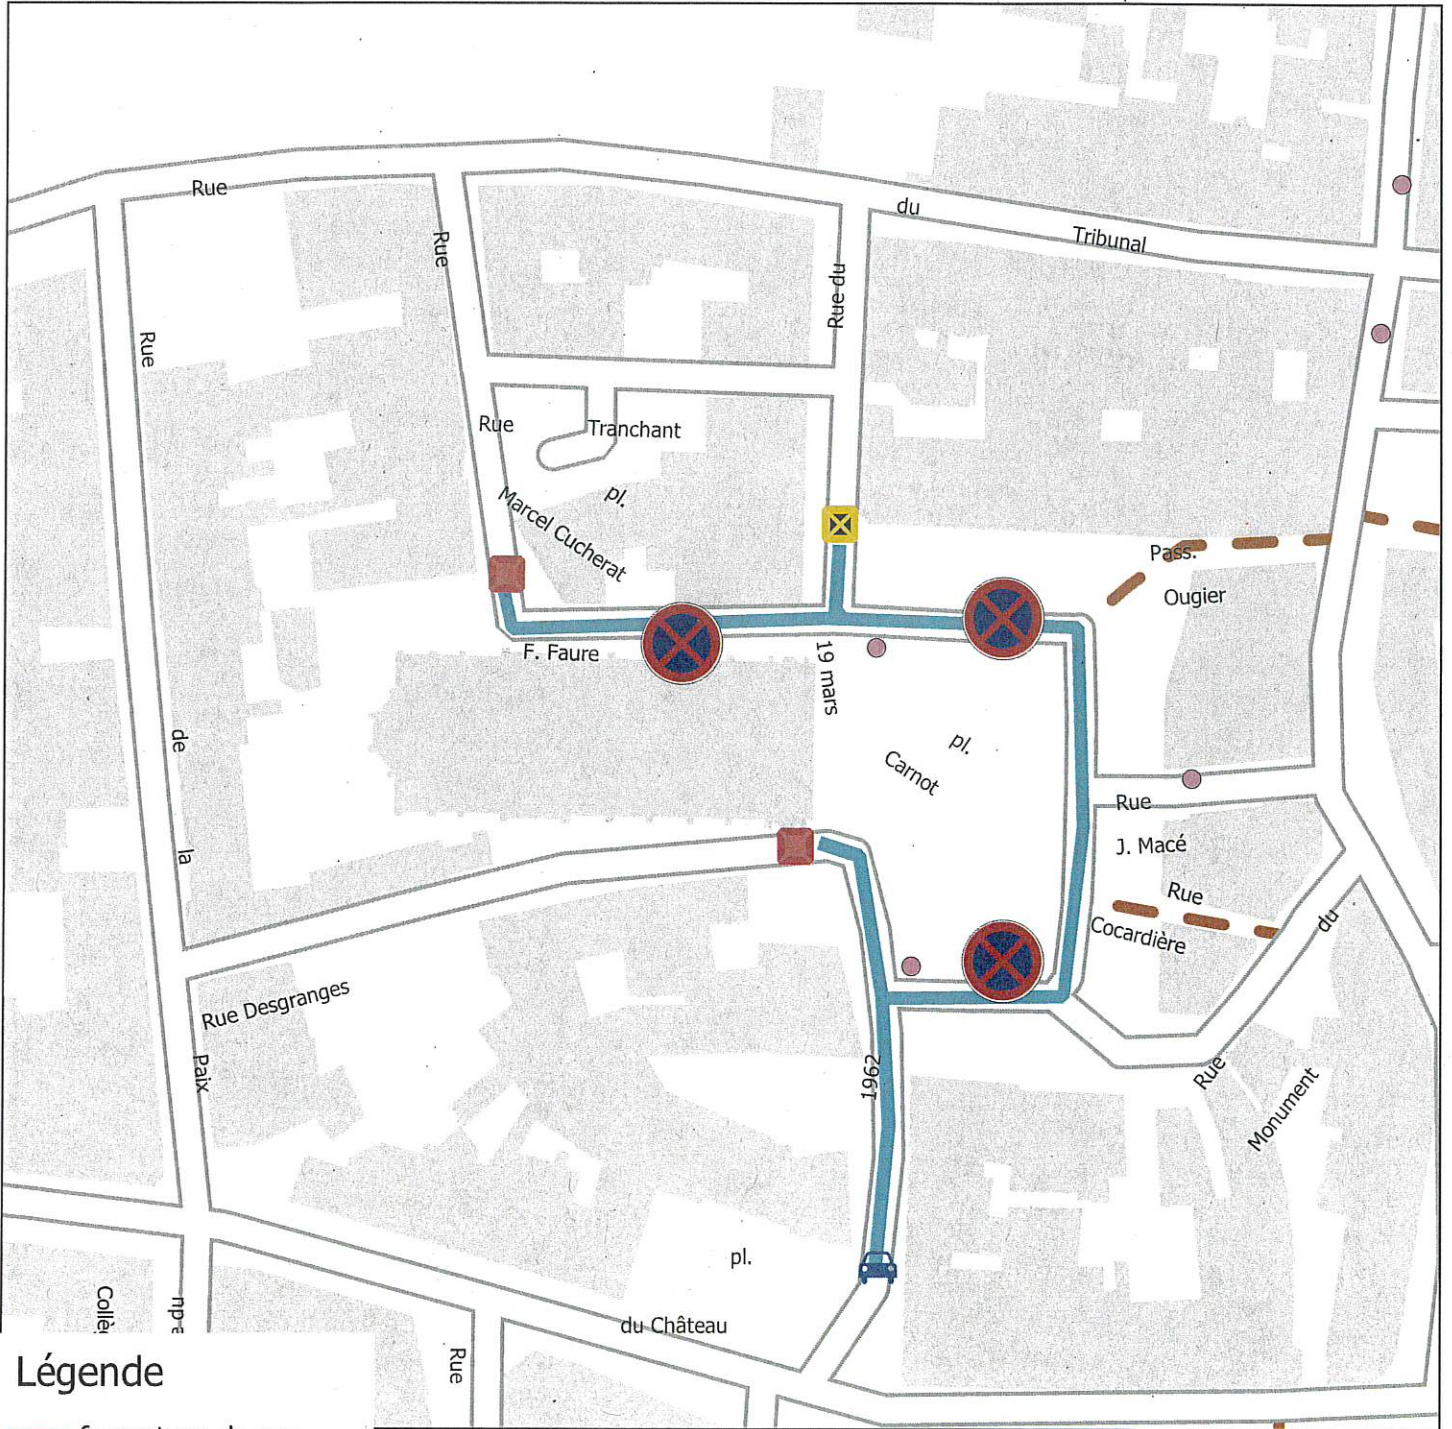 Rue
du
Tribunal
Rue
Rue du
Rue
Rue
Tranchant
pl.
Marcel Cucherat
Pass.
Ougier
F. Faure
19 mars
de
pl.
Carnot
Rue
J. Macé
la
Rue
Cocardière
du
Rue Desgranges
Paix
1962
Rue
Monument
pl.
du Château
Rue
Légende